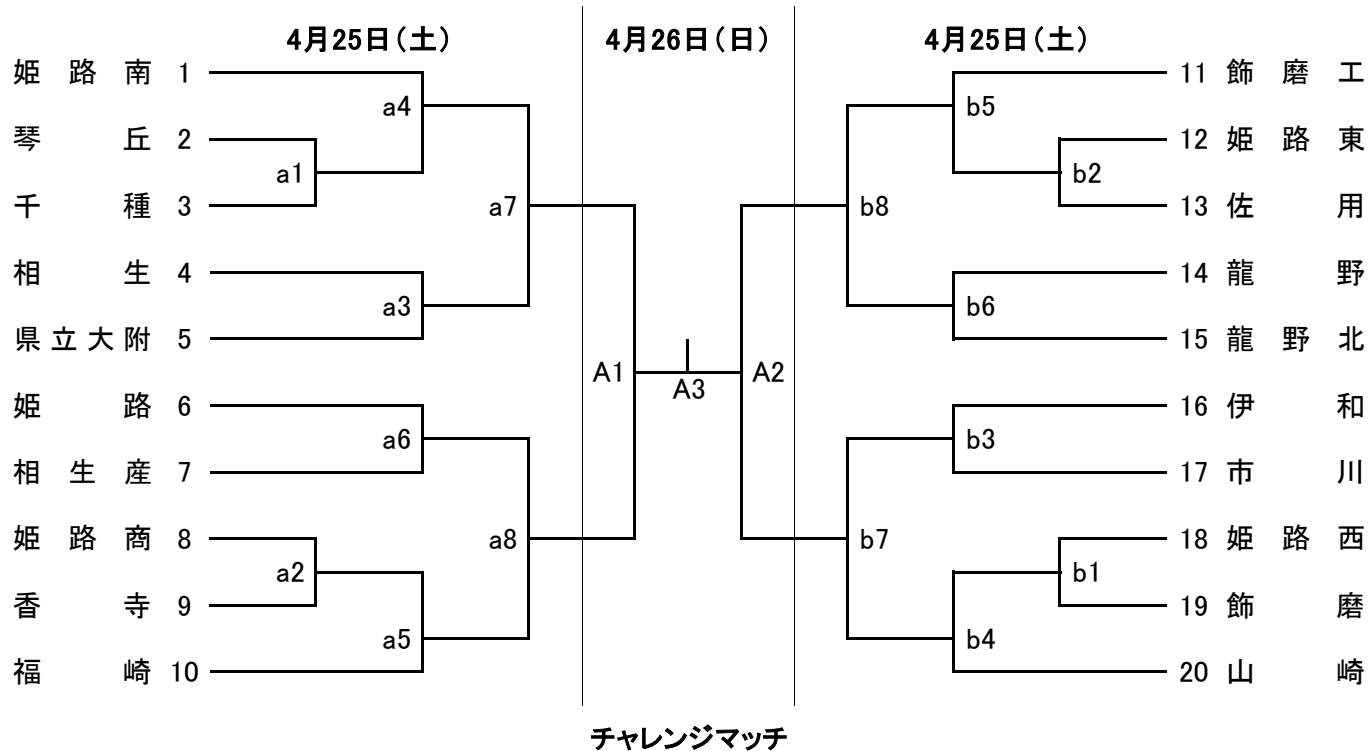 4月25日(土) 4月26日(日) 4月25日(土)
姫路南 1 11 飾磨工
a4 b5
琴丘 2 12 姫路東
a1 b2
千種 3 13 佐用
a7 b8
相生 4 14 龍野
a3 b6
県立大附 5 15 龍野北
A1 A3 A2
姫路 6 16 伊和
a6 b3
相生産 7 17 市川
姫路商 8 18 姫路西
a8 b7
a2 b1
香寺 9 19 飾磨
a5 b4
福崎 10 20 山崎
チャレンジマッチ